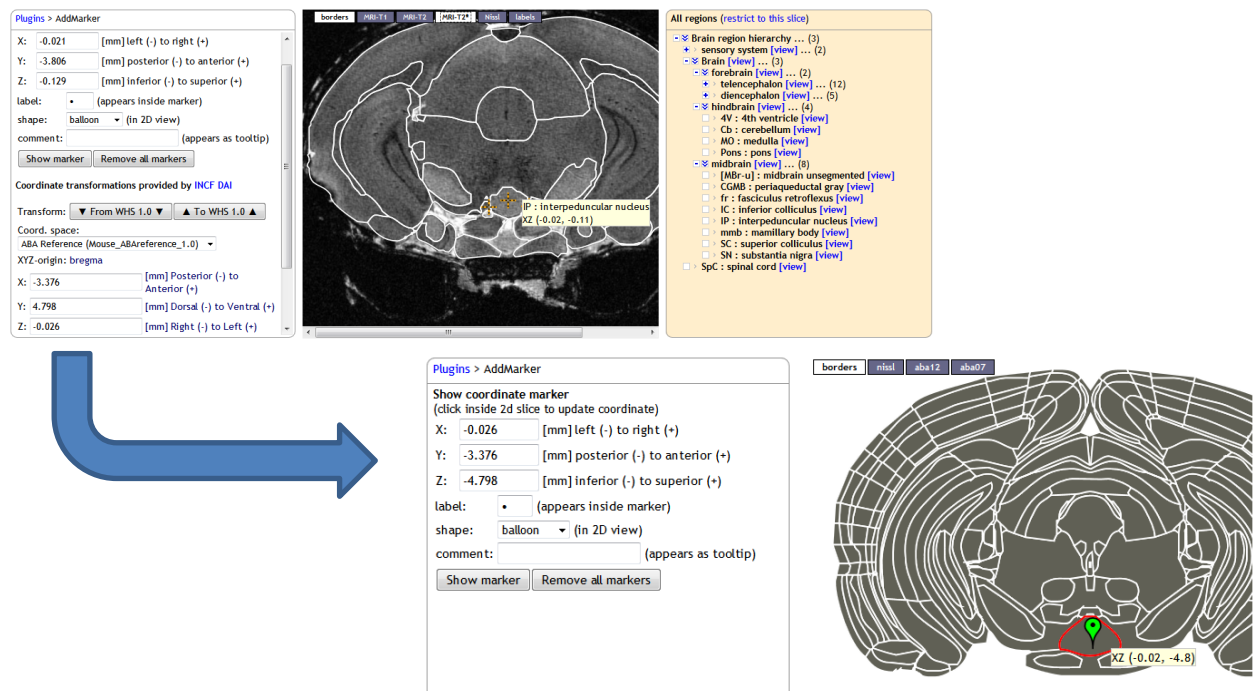 Plugins > AddMarker
X: -0.021 [mm] left (-) to right (+)
Y: -3.806 [mm] posterior (-) to anterior (+)
Z: -0.129 [mm] inferior (-) to superior (+)
label: • (appears inside marker)
shape: balloon (in 2D view)
comment: (appears as tooltip)
Show marker Remove all markers
Coordinate transformations provided by INCF DAI
Transform: ▼ From WHS 1.0 ▼ ▲ To WHS 1.0 ▲
Coord. space:
ABA Reference (Mouse_ABAreference_1.0)
XYZ-origin: bregma
X: -3.376 [mm] Posterior (-) to
Anterior (+)
Y: 4.798 [mm] Dorsal (-) to Ventral (+)
Z: -0.026 [mm] Right (-) to Left (+)
borders MRI-T1 MRI-T2 MRI-T2* Nissl labels
IP : interpeduncular nucleus
XZ (-0.02, -0.11)
All regions (restrict to this slice)
Brain region hierarchy ... (3)
sensory system [view] ... (2)
Brain [view] ... (3)
forebrain [view] ... (2)
telencephalon [view] ... (12)
diencephalon [view] ... (5)
hindbrain [view] ... (4)
4V : 4th ventricle [view]
Cb : cerebellum [view]
MO : medulla [view]
Pons : pons [view]
midbrain [view] ... (8)
[MBr-u] : midbrain unsegmented [view]
CGMB : periaqueductal gray [view]
fr : fasciculus retroflexus [view]
IC : inferior colliculus [view]
IP : interpeduncular nucleus [view]
mmb : mamillary body [view]
SC : superior colliculus [view]
SN : substantia nigra [view]
SpC : spinal cord [view]
Plugins > AddMarker
Show coordinate marker
(click inside 2d slice to update coordinate)
X: -0.026 [mm] left (-) to right (+)
Y: -3.376 [mm] posterior (-) to anterior (+)
Z: -4.798 [mm] inferior (-) to superior (+)
label: • (appears inside marker)
shape: balloon (in 2D view)
comment: (appears as tooltip)
Show marker Remove all markers
borders nissl aba12 aba07
XZ (-0.02, -4.8)